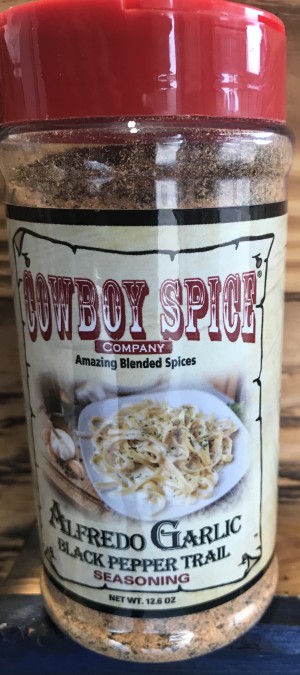 COWBOY SPICE®
COMPANY
Amazing Blended Spices
ALFREDO GARLIC
BLACK PEPPER TRAIL
SEASONING
NET WT. 12.6 OZ